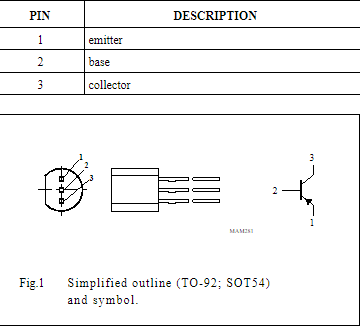 PIN DESCRIPTION
1 emitter
2 base
3 collector
1
2
3
3
2
1
MAM281
Fig.1 Simplified outline (TO-92; SOT54)
and symbol.